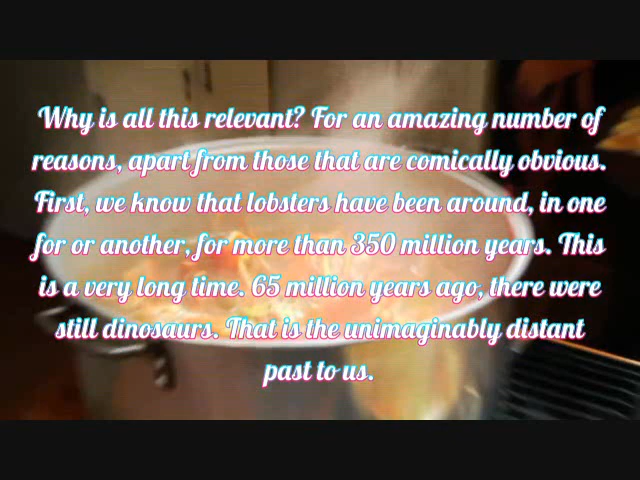 Why is all this relevant? For an amazing number of
reasons, apart from those that are comically obvious.
First, we know that lobsters have been around, in one
for or another, for more than 350 million years. This
is a very long time. 65 million years ago, there were
still dinosaurs. That is the unimaginably distant
past to us.